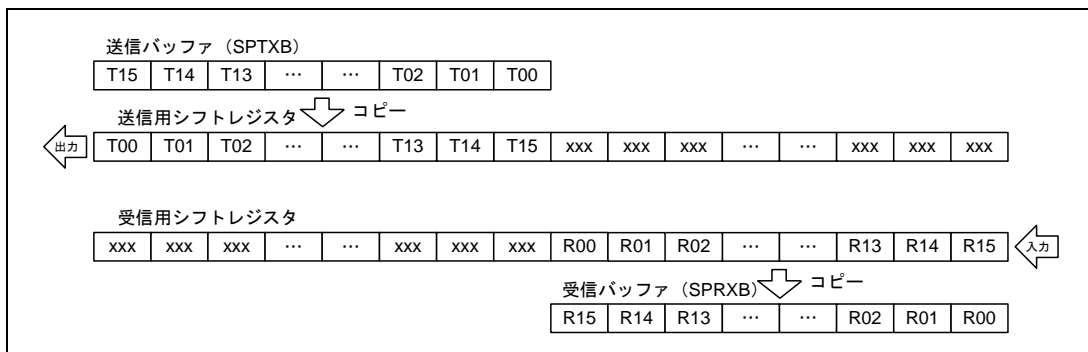 送信バッファ (SPTXB)
T15 T14 T13 … … T02 T01 T00
コピー
送信用シフトレジスタ
出力 T00 T01 T02 … … T13 T14 T15 xxx xxx xxx … … xxx xxx xxx
受信用シフトレジスタ
xxx xxx xxx … … xxx xxx xxx R00 R01 R02 … … R13 R14 R15 入力
コピー
受信バッファ (SPRXB)
R15 R14 R13 … … R02 R01 R00